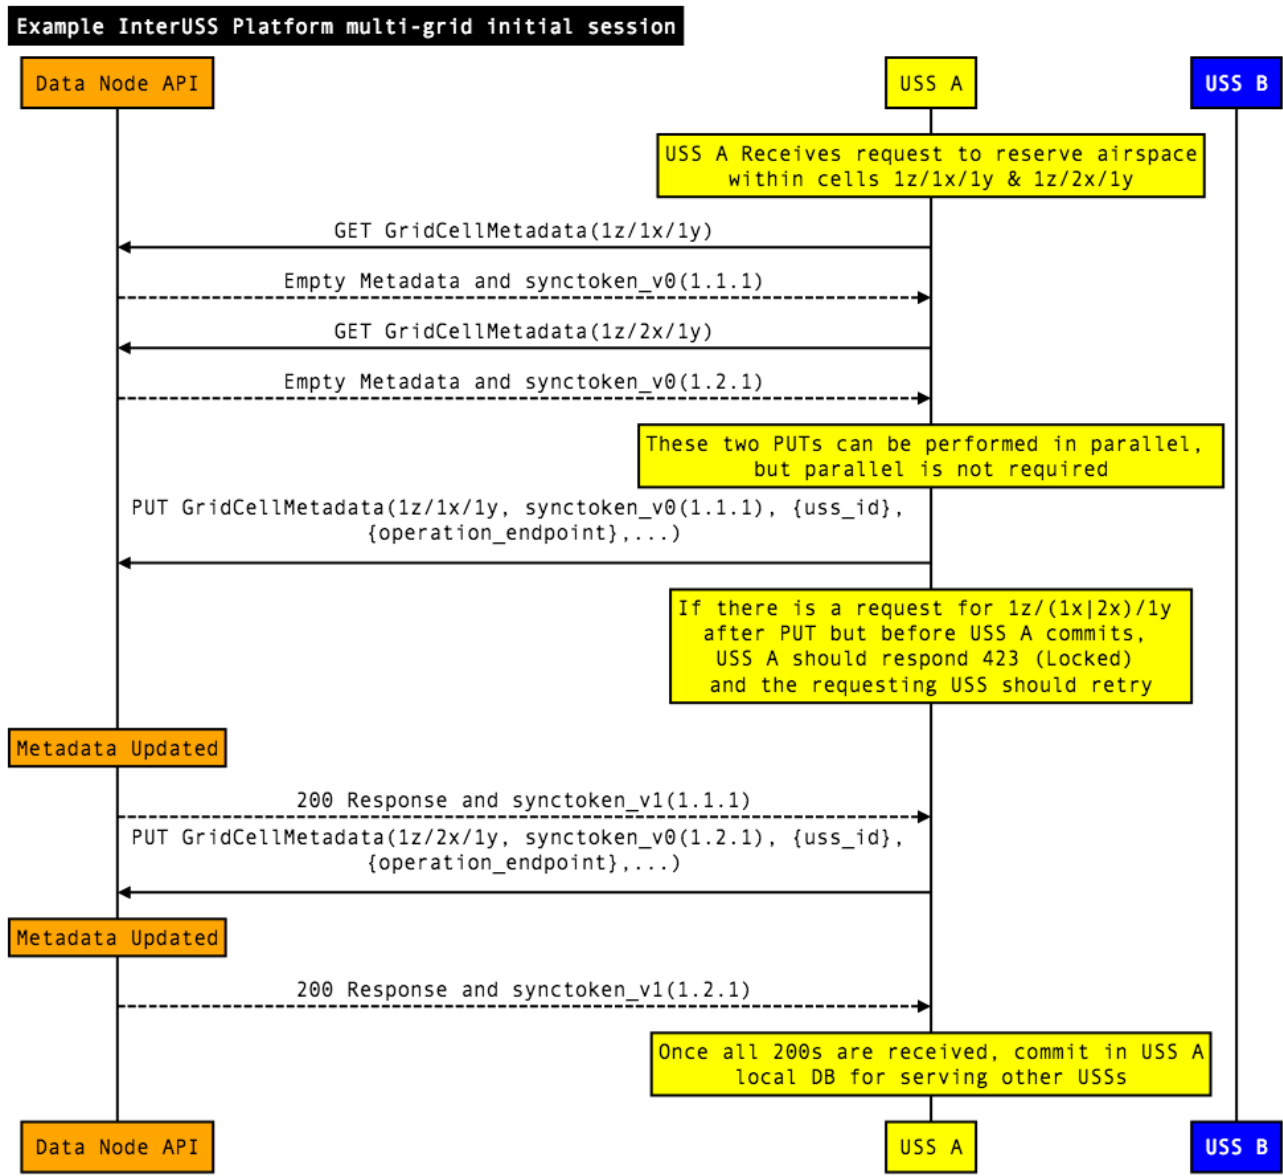 Example InterUSS Platform multi-grid initial session
Data Node API
USS A
USS B
USS A Receives request to reserve airspace
within cells 1z/1x/1y & 1z/2x/1y
GET GridCellMetadata(1z/1x/1y)
Empty Metadata and synctoken_v0(1.1.1)
GET GridCellMetadata(1z/2x/1y)
Empty Metadata and synctoken_v0(1.2.1)
These two PUTs can be performed in parallel,
but parallel is not required
PUT GridCellMetadata(1z/1x/1y, synctoken_v0(1.1.1), {uss_id},
{operation_endpoint},...)
If there is a request for 1z/(1x|2x)/1y
after PUT but before USS A commits,
USS A should respond 423 (Locked)
and the requesting USS should retry
Metadata Updated
200 Response and synctoken_v1(1.1.1)
PUT GridCellMetadata(1z/2x/1y, synctoken_v0(1.2.1), {uss_id},
{operation_endpoint},...)
Metadata Updated
200 Response and synctoken_v1(1.2.1)
Once all 200s are received, commit in USS A
local DB for serving other USSs
Data Node API
USS A
USS B